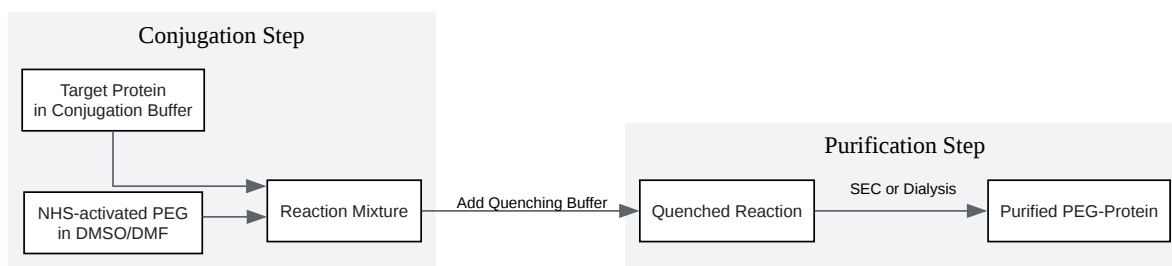 Conjugation Step
Target Protein
in Conjugation Buffer
NHS-activated PEG
in DMSO/DMF
Reaction Mixture
Add Quenching Buffer
Purification Step
Quenched Reaction
SEC or Dialysis
Purified PEG-Protein